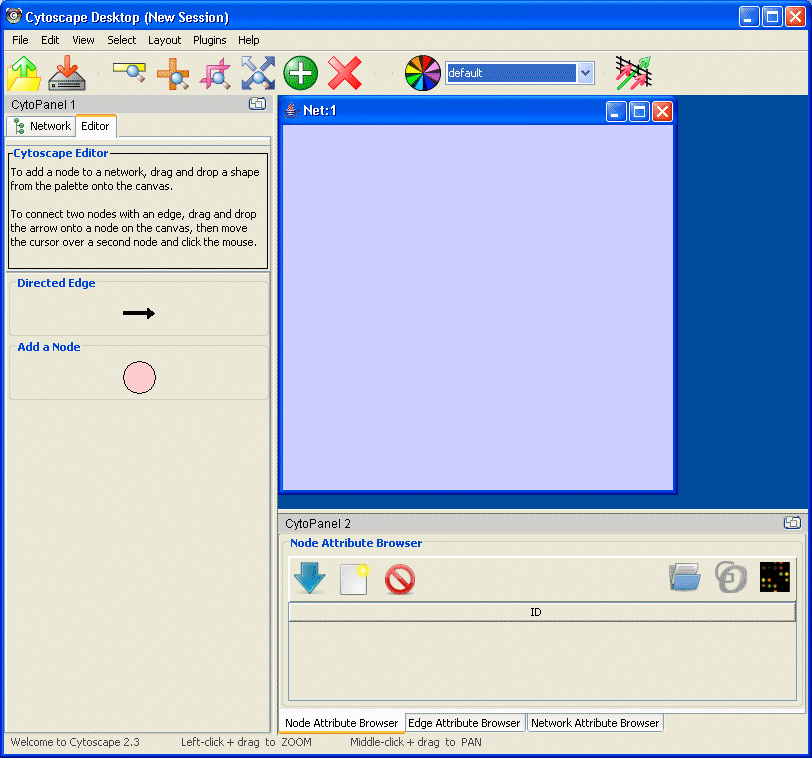 Cytoscape Desktop (New Session)
File Edit View Select Layout Plugins Help
default
CytoPanel 1
Network Editor
Cytoscape Editor
To add a node to a network, drag and drop a shape
from the palette onto the canvas.
To connect two nodes with an edge, drag and drop
the arrow onto a node on the canvas, then move
the cursor over a second node and click the mouse.
Directed Edge
Add a Node
Net:1
CytoPanel 2
Node Attribute Browser
ID
Node Attribute Browser Edge Attribute Browser Network Attribute Browser
Welcome to Cytoscape 2.3 Left-click + drag to ZOOM Middle-click + drag to PAN